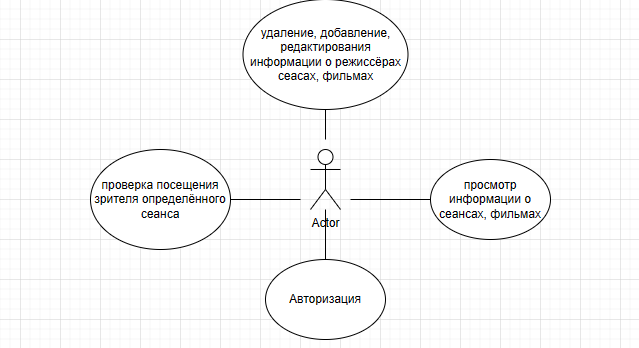 удаление, добавление,
редактирования
информации о режиссёрах
сеасах, фильмах
проверка посещения
зрителя определённого
сеанса
просмотр
информации о
сеансах, фильмах
Actor
Авторизация